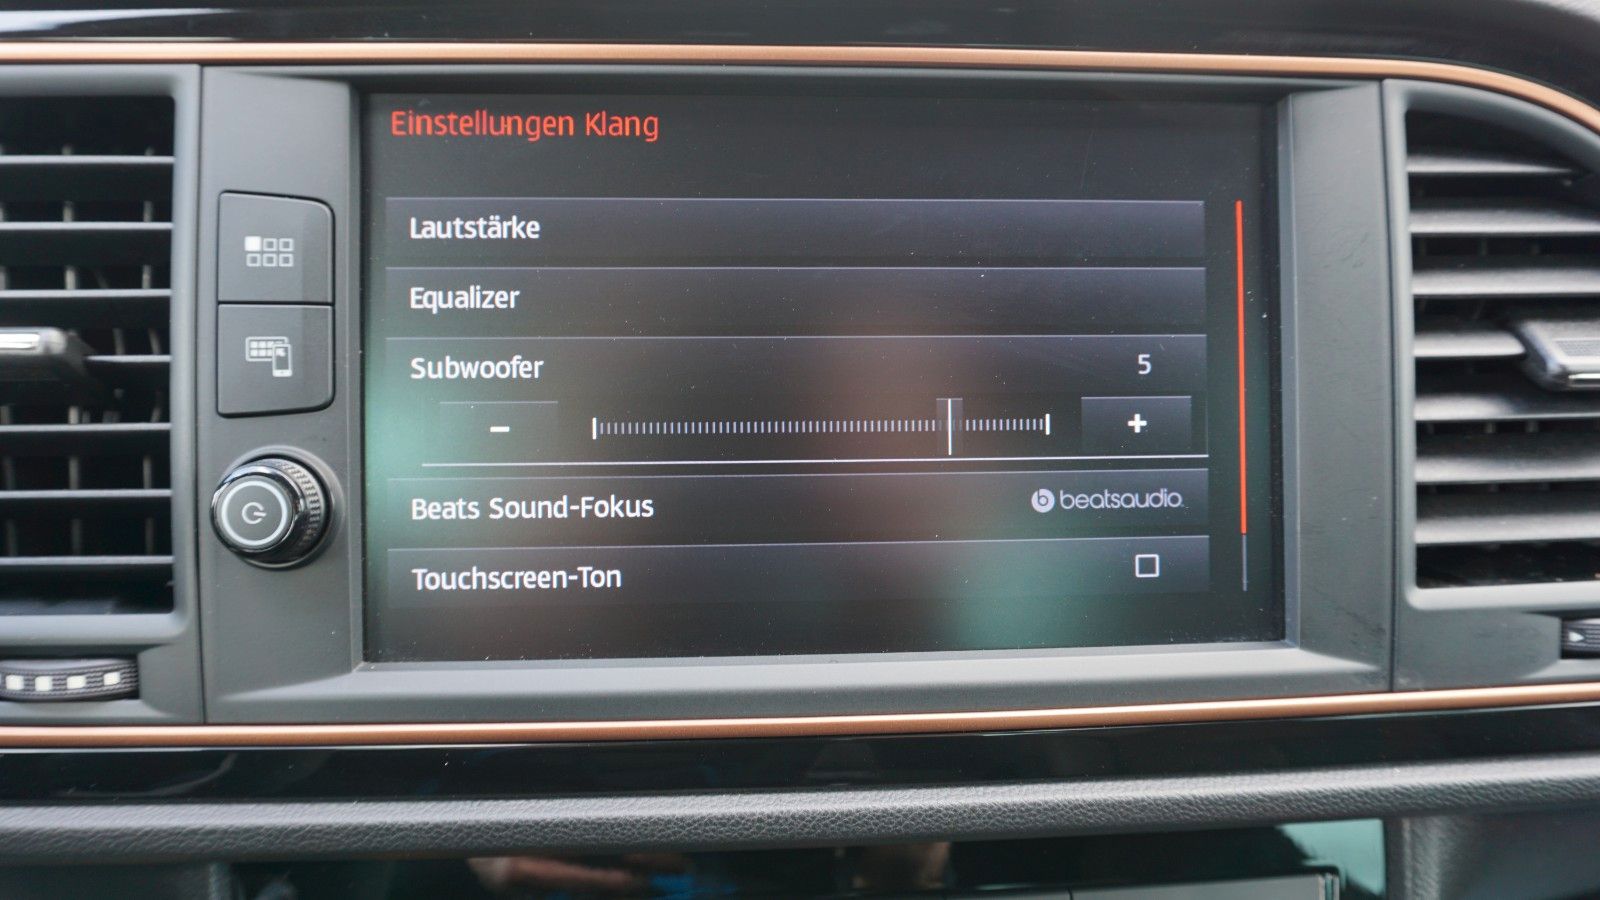 Einstellungen Klang
Lautstärke
Equalizer
Subwoofer 5
- +
Beats Sound-Fokus beatsaudio
Touchscreen-Ton